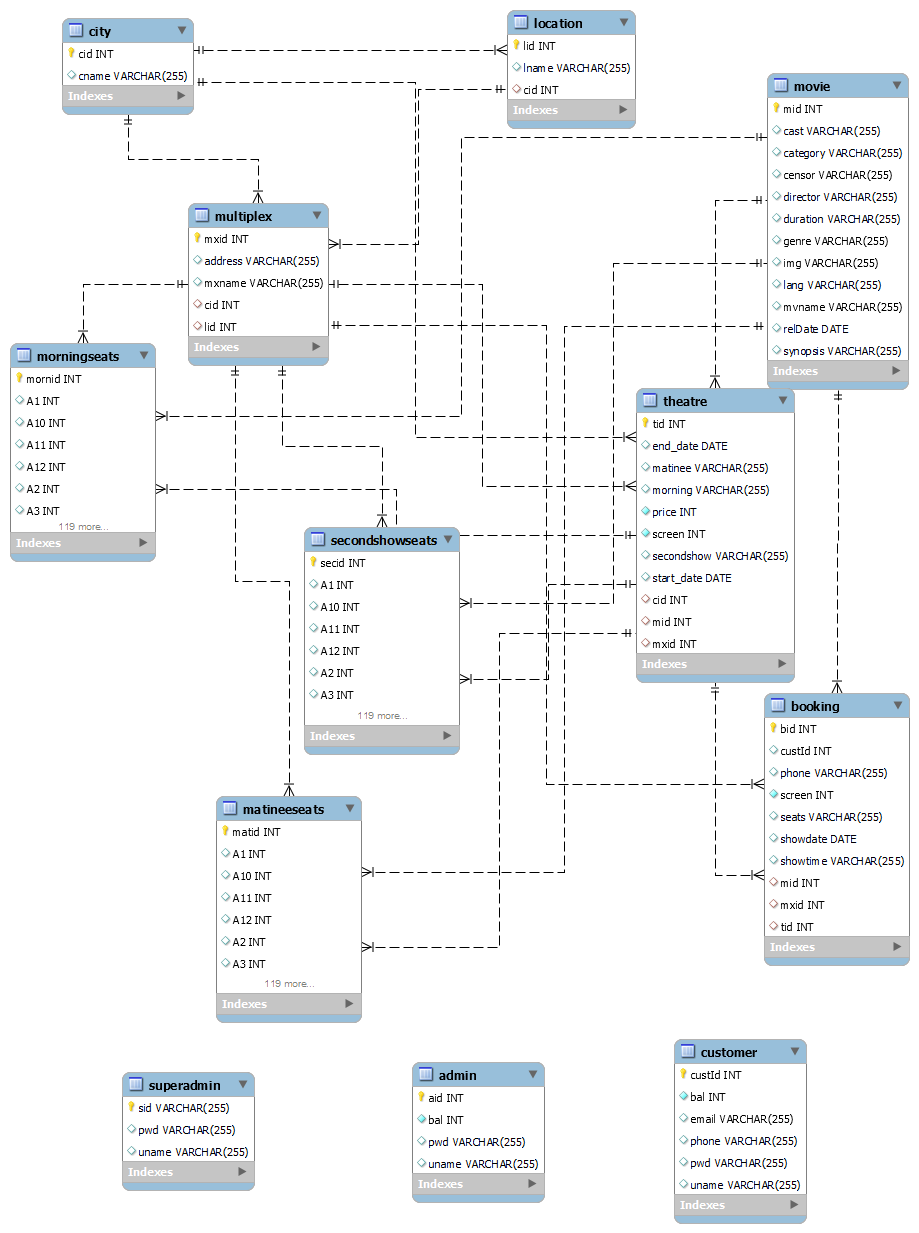 city
cid INT
cname VARCHAR(255)
Indexes
location
lid INT
lname VARCHAR(255)
cid INT
Indexes
movie
mid INT
cast VARCHAR(255)
category VARCHAR(255)
censor VARCHAR(255)
director VARCHAR(255)
duration VARCHAR(255)
genre VARCHAR(255)
img VARCHAR(255)
lang VARCHAR(255)
mvname VARCHAR(255)
relDate DATE
synopsis VARCHAR(255)
Indexes
multiplex
mxid INT
address VARCHAR(255)
mxname VARCHAR(255)
cid INT
lid INT
Indexes
morningseats
mornid INT
A1 INT
A10 INT
A11 INT
A12 INT
A2 INT
A3 INT
119 more...
Indexes
theatre
tid INT
end_date DATE
matinee VARCHAR(255)
morning VARCHAR(255)
price INT
screen INT
secondshow VARCHAR(255)
start_date DATE
cid INT
mid INT
mxid INT
Indexes
secondshowseats
secid INT
A1 INT
A10 INT
A11 INT
A12 INT
A2 INT
A3 INT
119 more...
Indexes
booking
bid INT
custId INT
phone VARCHAR(255)
screen INT
seats VARCHAR(255)
showdate DATE
showtime VARCHAR(255)
mid INT
mxid INT
tid INT
Indexes
matineeseats
matid INT
A1 INT
A10 INT
A11 INT
A12 INT
A2 INT
A3 INT
119 more...
Indexes
superadmin
sid VARCHAR(255)
pwd VARCHAR(255)
uname VARCHAR(255)
Indexes
admin
aid INT
bal INT
pwd VARCHAR(255)
uname VARCHAR(255)
Indexes
customer
custId INT
bal INT
email VARCHAR(255)
phone VARCHAR(255)
pwd VARCHAR(255)
uname VARCHAR(255)
Indexes